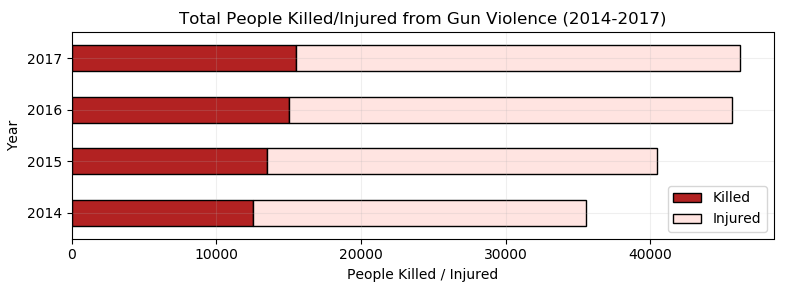 Total People Killed/Injured from Gun Violence (2014-2017)
Year
2017
2016
2015
2014
0 10000 20000 30000 40000
People Killed / Injured
Killed
Injured